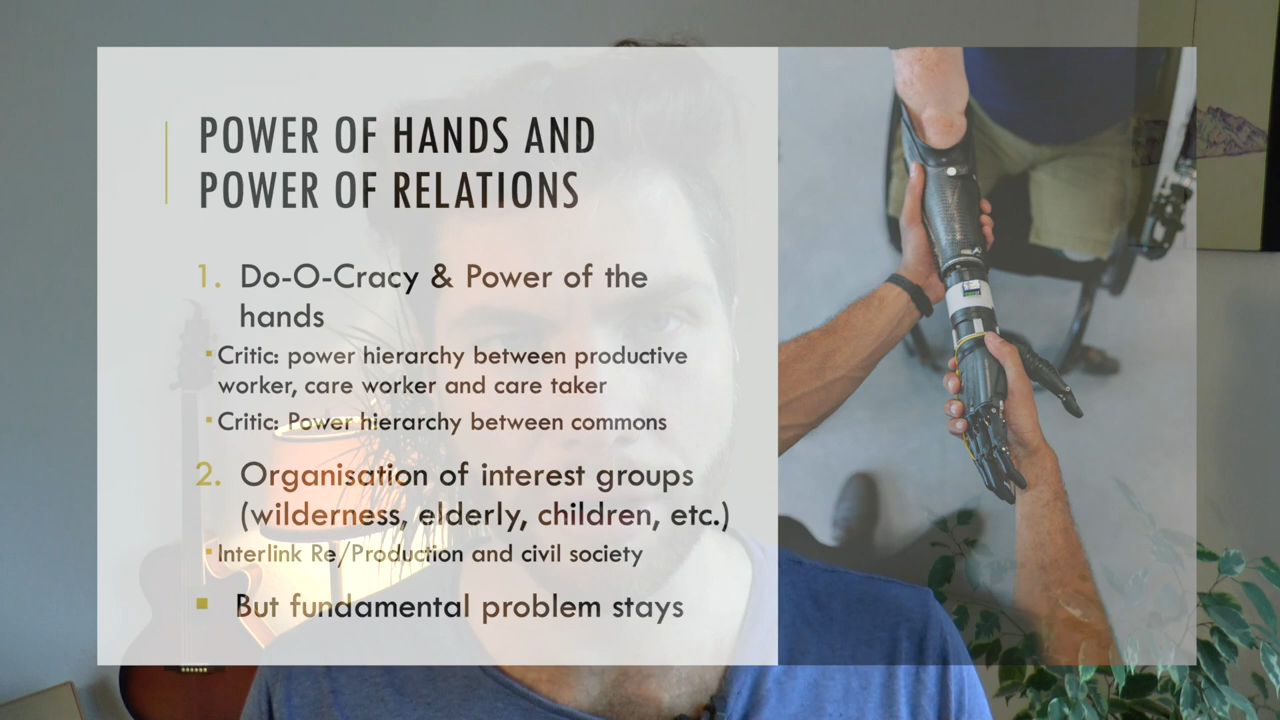 POWER OF HANDS AND
POWER OF RELATIONS
1. Do-O-Cracy & Power of the
hands
▪ Critic: power hierarchy between productive
worker, care worker and care taker
▪ Critic: Power hierarchy between commons
2. Organisation of interest groups
(wilderness, elderly, children, etc.)
▪ Interlink Re/Production and civil society
▪ But fundamental problem stays